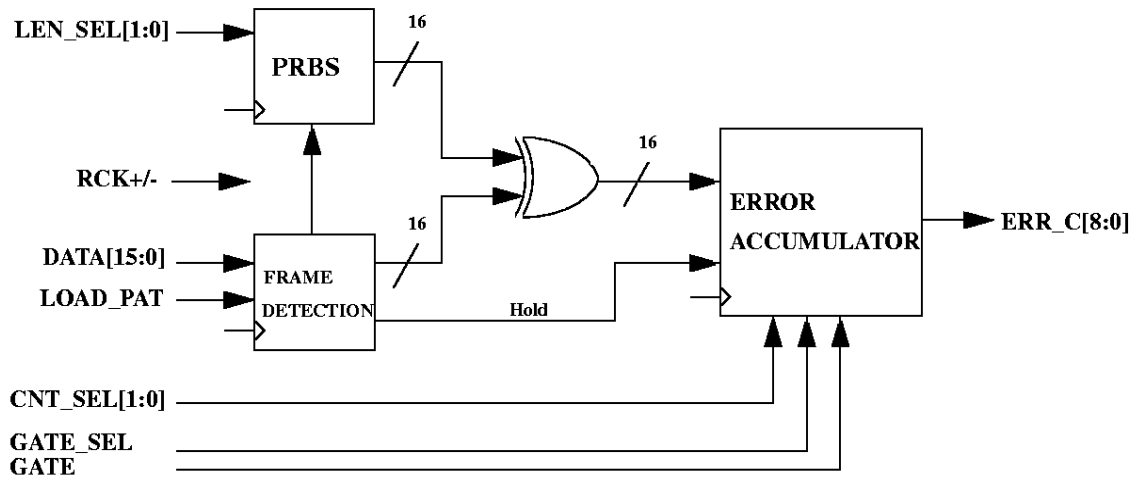 LEN_SEL[1:0]
16
PRBS
RCK+/-
16
ERROR
ACCUMULATOR
ERR_C[8:0]
DATA[15:0]
16
FRAME
DETECTION
LOAD_PAT
Hold
CNT_SEL[1:0]
GATE_SEL
GATE